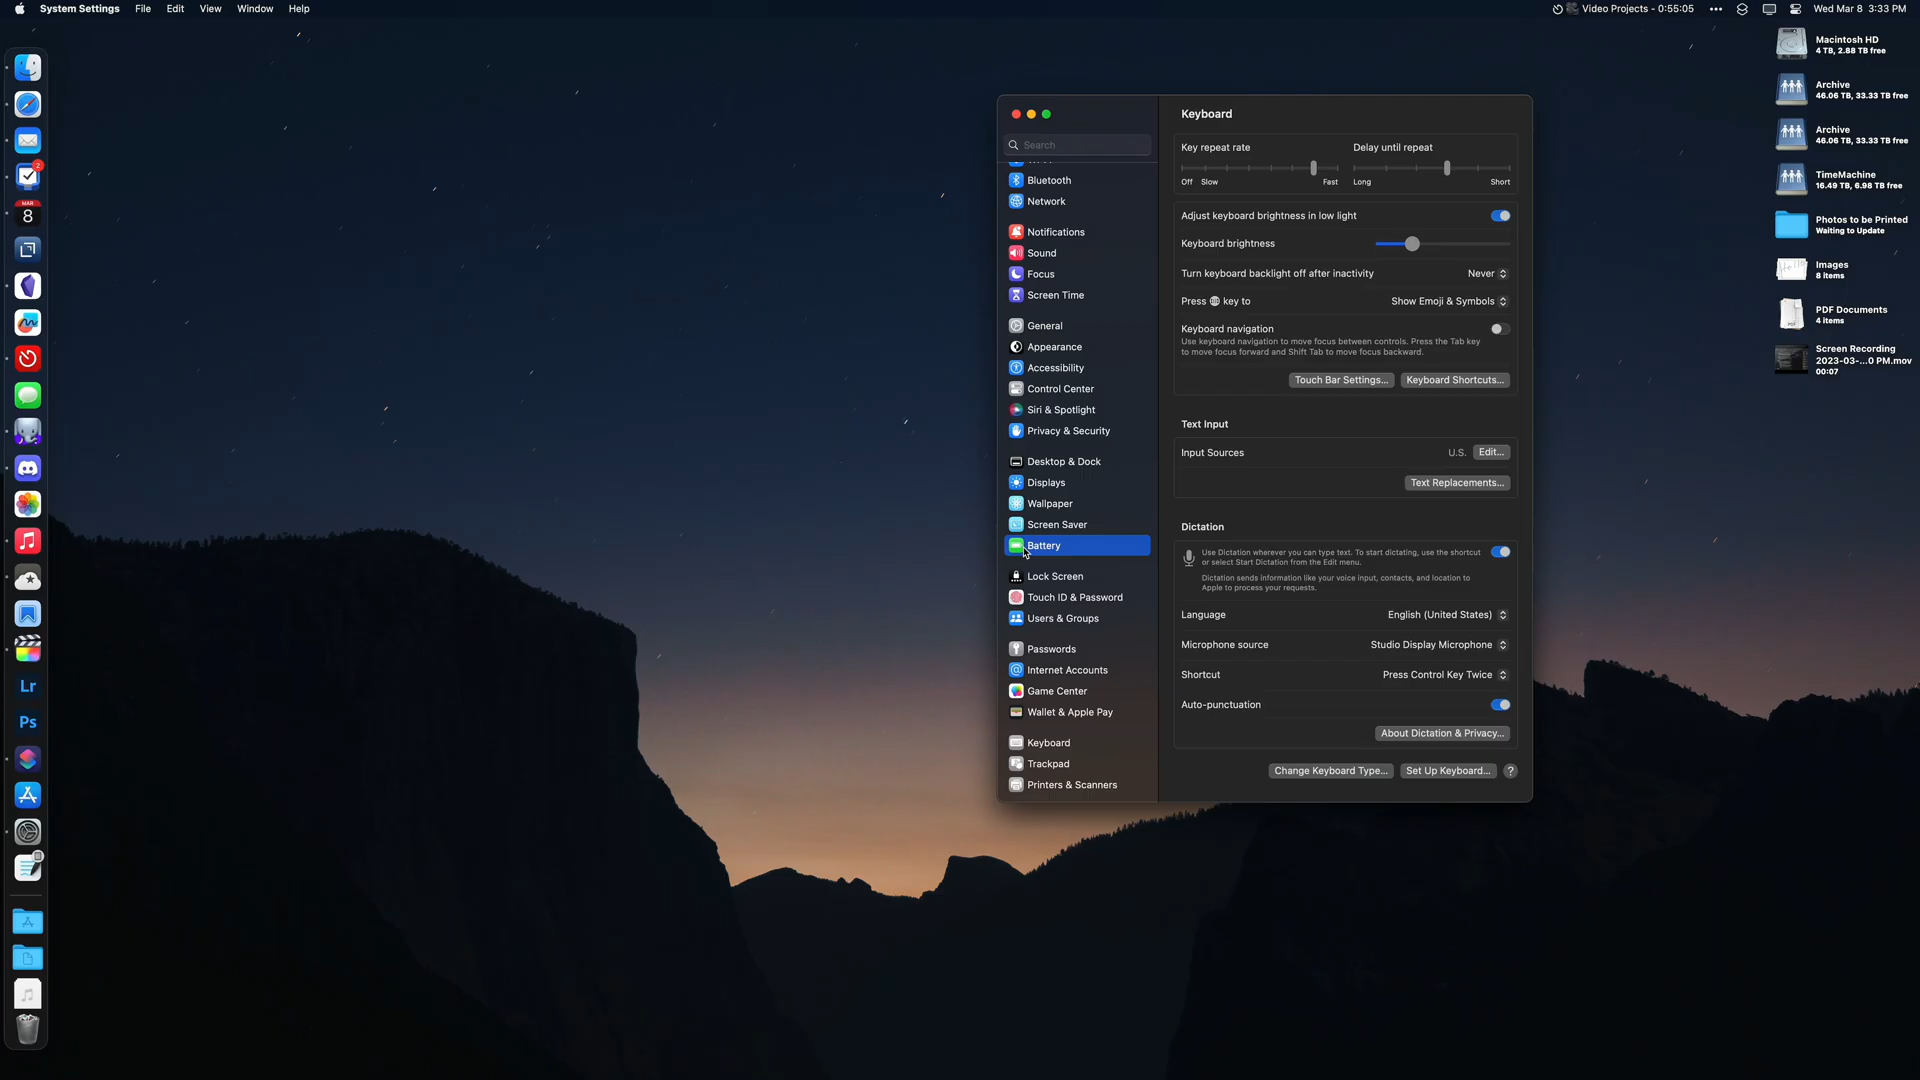 System Settings File Edit View Window Help
Video Projects - 0:55:05 Wed Mar 8 3:33 PM
Macintosh HD
4 TB, 2.88 TB free
Archive
46.06 TB, 33.33 TB free
Archive
46.06 TB, 33.33 TB free
TimeMachine
16.49 TB, 6.98 TB free
Photos to be Printed
Waiting to Update
Images
8 items
PDF Documents
4 items
Screen Recording
2023-03-...0 PM.mov
00:07
2
MAR
8
Lr
Ps
Search
Bluetooth
Network
Notifications
Sound
Focus
Screen Time
General
Appearance
Accessibility
Control Center
Siri & Spotlight
Privacy & Security
Desktop & Dock
Displays
Wallpaper
Screen Saver
Battery
Lock Screen
Touch ID & Password
Users & Groups
Passwords
Internet Accounts
Game Center
Wallet & Apple Pay
Keyboard
Trackpad
Printers & Scanners
Keyboard
Key repeat rate Delay until repeat
Off Slow Fast Long Short
Adjust keyboard brightness in low light
Keyboard brightness
Turn keyboard backlight off after inactivity Never
Press key to Show Emoji & Symbols
Keyboard navigation
Use keyboard navigation to move focus between controls. Press the Tab key
to move focus forward and Shift Tab to move focus backward.
Touch Bar Settings... Keyboard Shortcuts...
Text Input
Input Sources U.S. Edit...
Text Replacements...
Dictation
Use Dictation wherever you can type text. To start dictating, use the shortcut
or select Start Dictation from the Edit menu.
Dictation sends information like your voice input, contacts, and location to
Apple to process your requests.
Language English (United States)
Microphone source Studio Display Microphone
Shortcut Press Control Key Twice
Auto-punctuation
About Dictation & Privacy...
Change Keyboard Type... Set Up Keyboard... ?